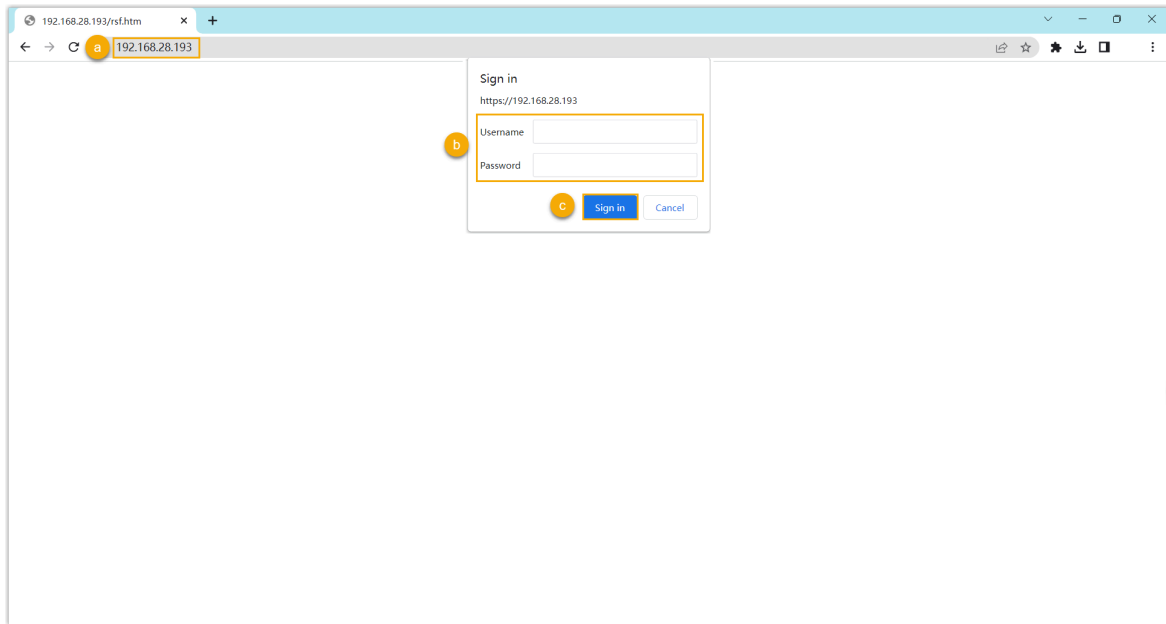 192.168.28.193/rsf.htm
a 192.168.28.193
Sign in
https://192.168.28.193
b Username
Password
c Sign in Cancel